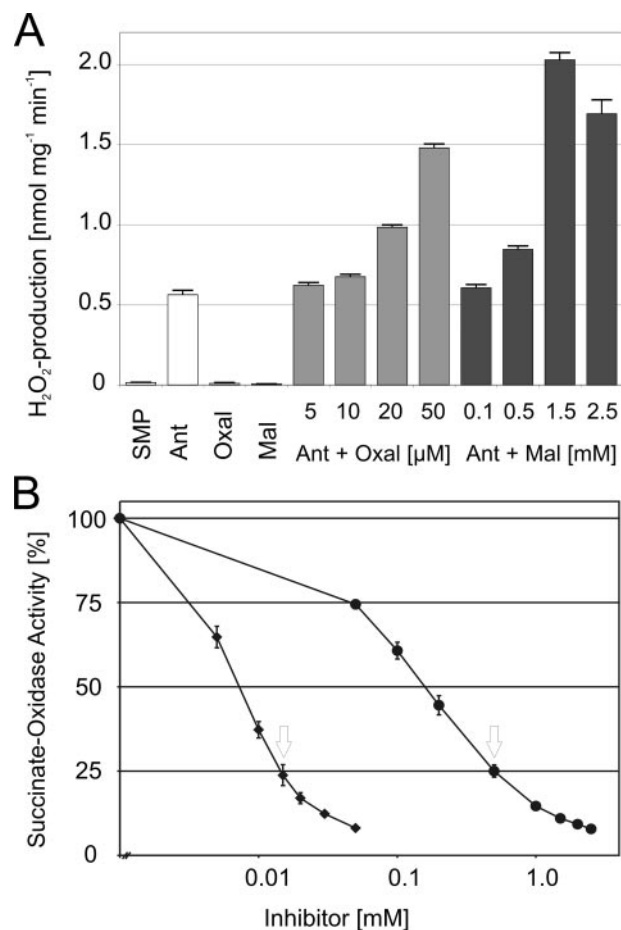 A
H₂O₂-production [nmol mg⁻¹ min⁻¹]
2.0
1.5
1.0
0.5
0
SMP
Ant
Oxal
Mal
5 10 20 50 0.1 0.5 1.5 2.5
Ant + Oxal [µM] Ant + Mal [mM]
B
Succinate-Oxidase Activity [%]
100
75
50
25
0
0.01 0.1 1.0
Inhibitor [mM]